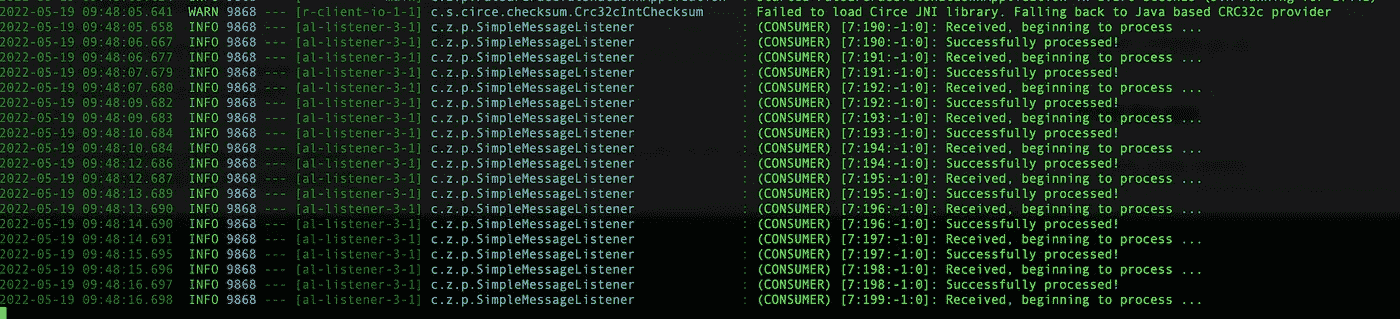 2022-05-19 09:48:05.641 WARN 9868 --- [r-client-io-1-1] c.s.circe.checksum.Crc32cIntChecksum : Failed to load Circe JNI library. Falling back to Java based CRC32c provider
2022-05-19 09:48:05.658 INFO 9868 --- [al-listener-3-1] c.z.p.SimpleMessageListener : (CONSUMER) [7:190:-1:0]: Received, beginning to process ...
2022-05-19 09:48:06.677 INFO 9868 --- [al-listener-3-1] c.z.p.SimpleMessageListener : (CONSUMER) [7:190:-1:0]: Successfully processed!
2022-05-19 09:48:06.677 INFO 9868 --- [al-listener-3-1] c.z.p.SimpleMessageListener : (CONSUMER) [7:191:-1:0]: Received, beginning to process ...
2022-05-19 09:48:07.679 INFO 9868 --- [al-listener-3-1] c.z.p.SimpleMessageListener : (CONSUMER) [7:191:-1:0]: Successfully processed!
2022-05-19 09:48:07.680 INFO 9868 --- [al-listener-3-1] c.z.p.SimpleMessageListener : (CONSUMER) [7:192:-1:0]: Received, beginning to process ...
2022-05-19 09:48:09.682 INFO 9868 --- [al-listener-3-1] c.z.p.SimpleMessageListener : (CONSUMER) [7:192:-1:0]: Successfully processed!
2022-05-19 09:48:09.683 INFO 9868 --- [al-listener-3-1] c.z.p.SimpleMessageListener : (CONSUMER) [7:193:-1:0]: Received, beginning to process ...
2022-05-19 09:48:10.684 INFO 9868 --- [al-listener-3-1] c.z.p.SimpleMessageListener : (CONSUMER) [7:193:-1:0]: Successfully processed!
2022-05-19 09:48:10.684 INFO 9868 --- [al-listener-3-1] c.z.p.SimpleMessageListener : (CONSUMER) [7:194:-1:0]: Received, beginning to process ...
2022-05-19 09:48:12.686 INFO 9868 --- [al-listener-3-1] c.z.p.SimpleMessageListener : (CONSUMER) [7:194:-1:0]: Successfully processed!
2022-05-19 09:48:12.687 INFO 9868 --- [al-listener-3-1] c.z.p.SimpleMessageListener : (CONSUMER) [7:195:-1:0]: Received, beginning to process ...
2022-05-19 09:48:13.689 INFO 9868 --- [al-listener-3-1] c.z.p.SimpleMessageListener : (CONSUMER) [7:195:-1:0]: Successfully processed!
2022-05-19 09:48:13.690 INFO 9868 --- [al-listener-3-1] c.z.p.SimpleMessageListener : (CONSUMER) [7:196:-1:0]: Received, beginning to process ...
2022-05-19 09:48:14.690 INFO 9868 --- [al-listener-3-1] c.z.p.SimpleMessageListener : (CONSUMER) [7:196:-1:0]: Successfully processed!
2022-05-19 09:48:14.691 INFO 9868 --- [al-listener-3-1] c.z.p.SimpleMessageListener : (CONSUMER) [7:197:-1:0]: Received, beginning to process ...
2022-05-19 09:48:15.695 INFO 9868 --- [al-listener-3-1] c.z.p.SimpleMessageListener : (CONSUMER) [7:197:-1:0]: Successfully processed!
2022-05-19 09:48:15.696 INFO 9868 --- [al-listener-3-1] c.z.p.SimpleMessageListener : (CONSUMER) [7:198:-1:0]: Received, beginning to process ...
2022-05-19 09:48:16.697 INFO 9868 --- [al-listener-3-1] c.z.p.SimpleMessageListener : (CONSUMER) [7:198:-1:0]: Successfully processed!
2022-05-19 09:48:16.698 INFO 9868 --- [al-listener-3-1] c.z.p.SimpleMessageListener : (CONSUMER) [7:199:-1:0]: Received, beginning to process ...